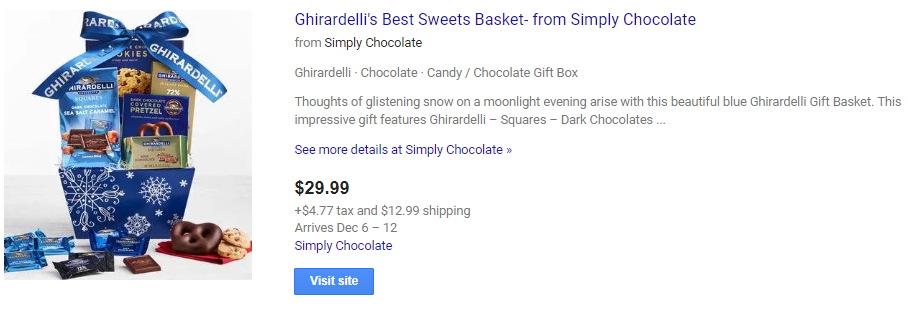 GHIRARDELLI
COOKIES
GHIRARDELLI
SQUARES
DARK CHOCOLATE
SEA SALT CARAMEL
72%
DARK CHOCOLATE
COVERED
PRETZEL
GHIRARDELLI
Ghirardelli's Best Sweets Basket- from Simply Chocolate
from Simply Chocolate
Ghirardelli · Chocolate · Candy / Chocolate Gift Box
Thoughts of glistening snow on a moonlight evening arise with this beautiful blue Ghirardelli Gift Basket. This
impressive gift features Ghirardelli – Squares – Dark Chocolates ...
See more details at Simply Chocolate »
$29.99
+$4.77 tax and $12.99 shipping
Arrives Dec 6 – 12
Simply Chocolate
Visit site